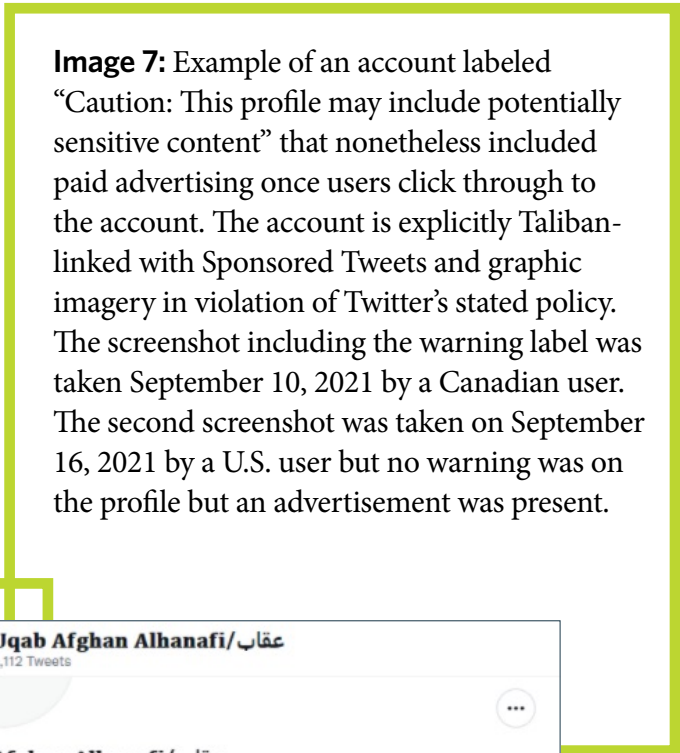 Image 7: Example of an account labeled
“Caution: This profile may include potentially
sensitive content” that nonetheless included
paid advertising once users click through to
the account. The account is explicitly Taliban-
linked with Sponsored Tweets and graphic
imagery in violation of Twitter’s stated policy.
The screenshot including the warning label was
taken September 10, 2021 by a Canadian user.
The second screenshot was taken on September
16, 2021 by a U.S. user but no warning was on
the profile but an advertisement was present.
Uqab Afghan Alhanafi/عقاب
,112 Tweets